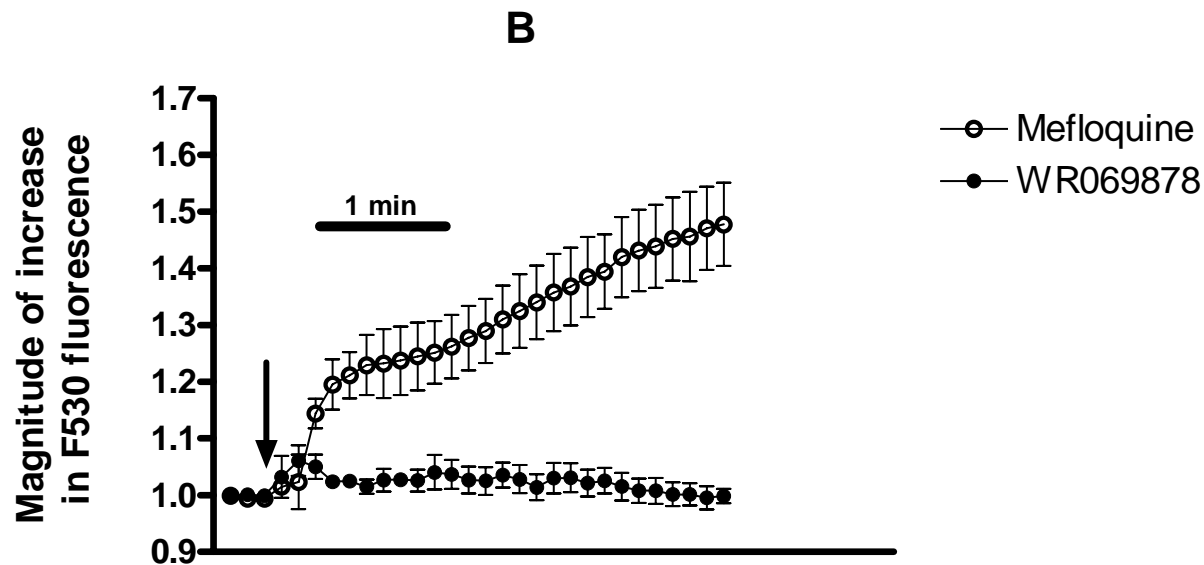 B
Magnitude of increase
in F530 fluorescence
1.7
1.6
1.5
1.4
1.3
1.2
1.1
1.0
0.9
1 min
Mefloquine
WR069878